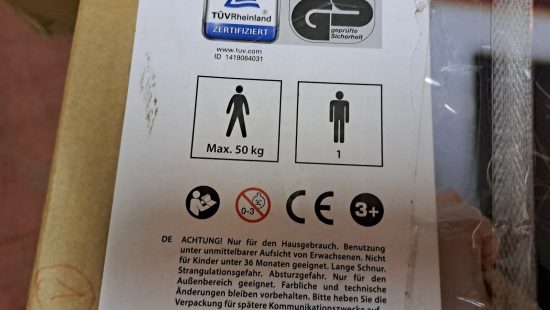 TÜVRheinland
ZERTIFIZIERT
geprüfte
Sicherheit
www.tuv.com
ID 1419064031
Max. 50 kg
1
0-3
CE
3+
DE ACHTUNG! Nur für den Hausgebrauch. Benutzung
unter unmittelbarer Aufsicht von Erwachsenen. Nicht
für Kinder unter 36 Monaten geeignet. Lange Schnur.
Strangulationsgefahr. Absturzgefahr. Nur für den
Außenbereich geeignet. Farbliche und technische
Änderungen bleiben vorbehalten. Bitte heben Sie die
Verpackung für spätere Kommunikationszwecke auf.